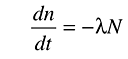 dn/dt = -λN